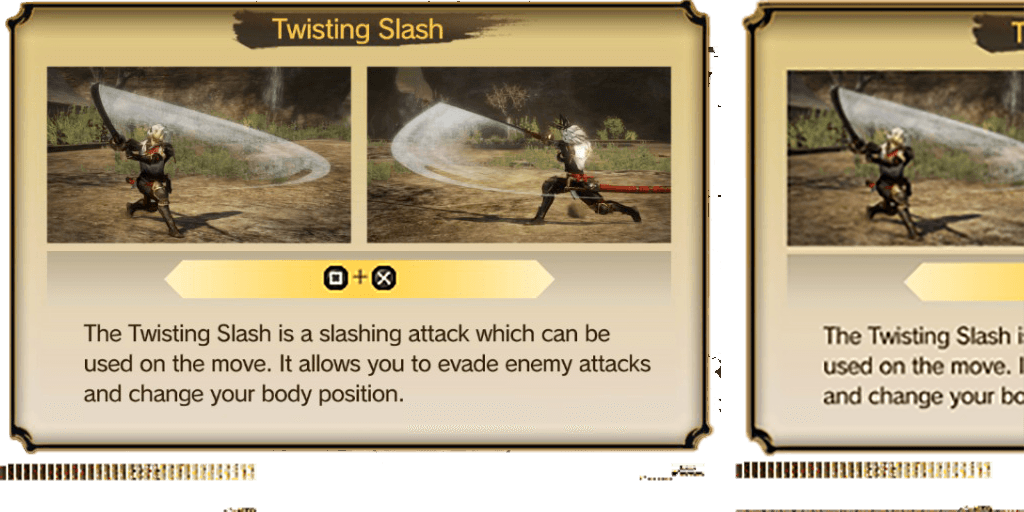 Twisting Slash
+
The Twisting Slash is a slashing attack which can be
used on the move. It allows you to evade enemy attacks
and change your body position.
T
The Twisting Slash i
used on the move. I
and change your bo